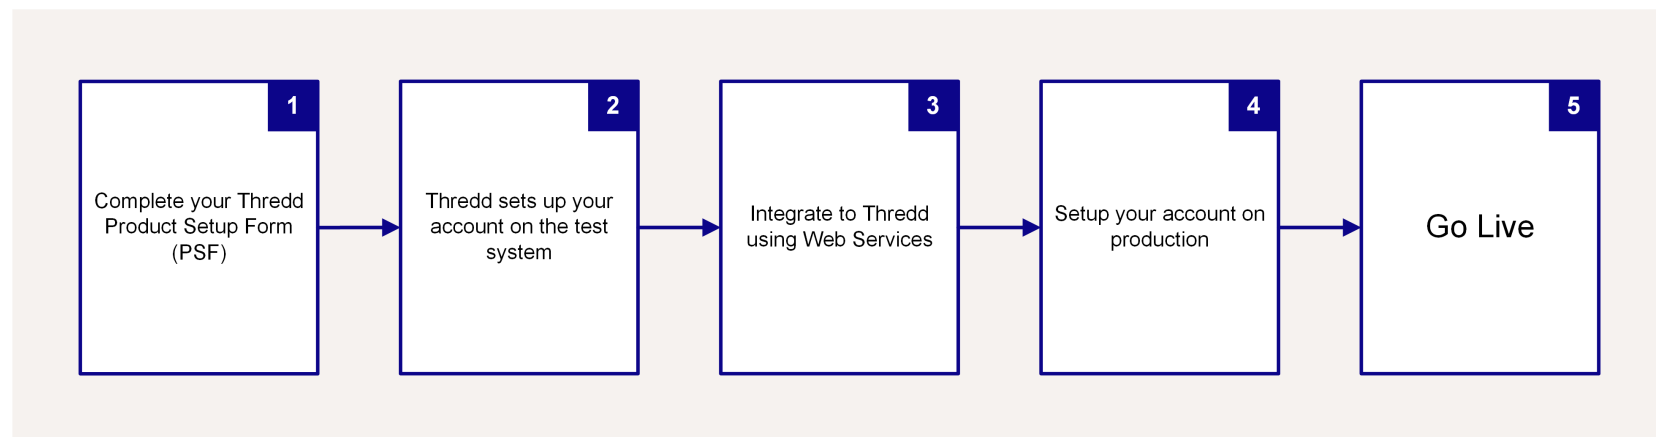 1
Complete your Thredd
Product Setup Form
(PSF)
2
Thredd sets up your
account on the test
system
3
Integrate to Thredd
using Web Services
4
Setup your account on
production
5
Go Live